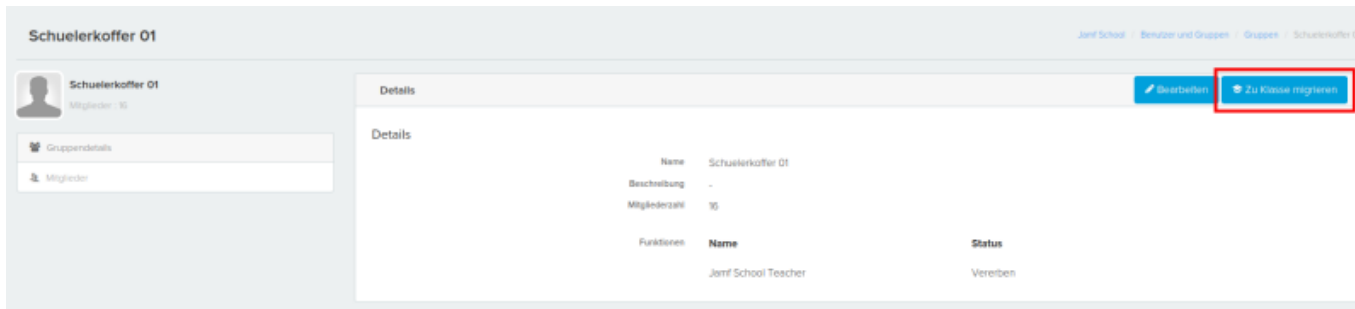 Schuelerkoffer 01
Jamf School / Benutzer und Gruppen / Gruppen / Schuelerkoffer
Schuelerkoffer 01
Mitglieder : 16
Gruppendetails
Mitglieder
Details
Bearbeiten
Zu Klasse migrieren
Details
Name Schuelerkoffer 01
Beschreibung -
Mitgliederzahl 16
Funktionen Name Status
Jamf School Teacher Vererben